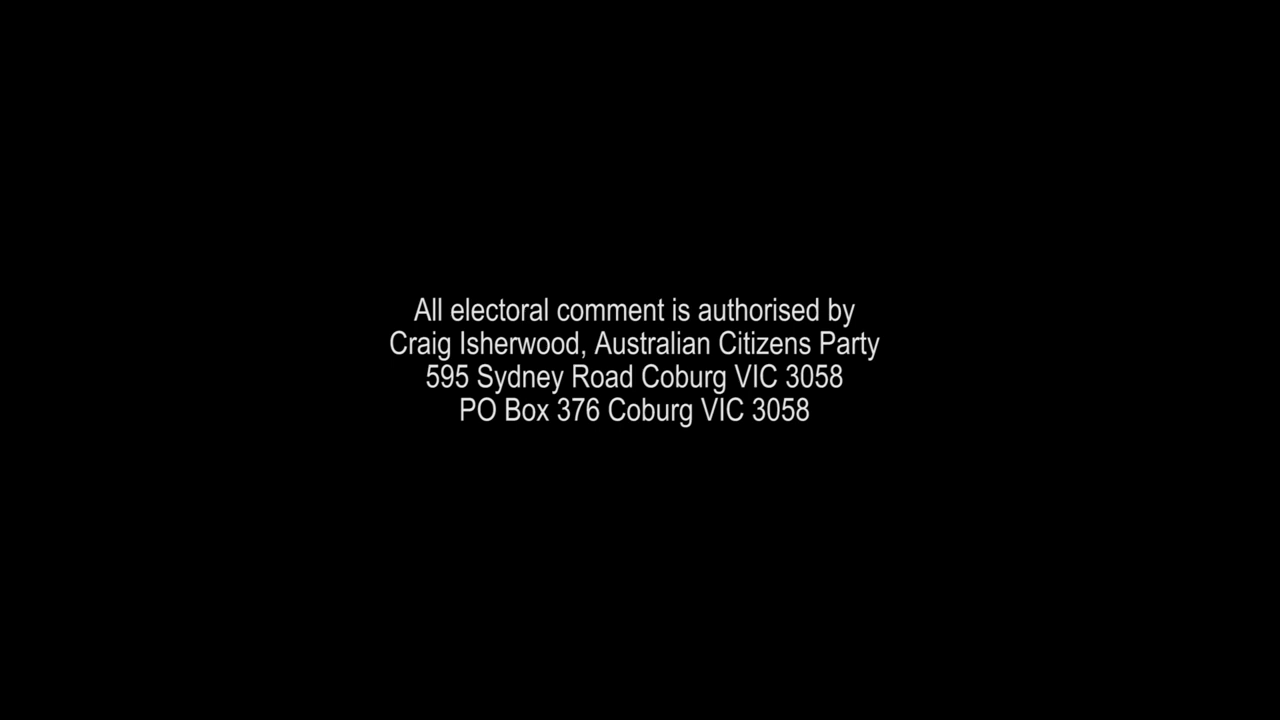 All electoral comment is authorised by
Craig Isherwood, Australian Citizens Party
595 Sydney Road Coburg VIC 3058
PO Box 376 Coburg VIC 3058